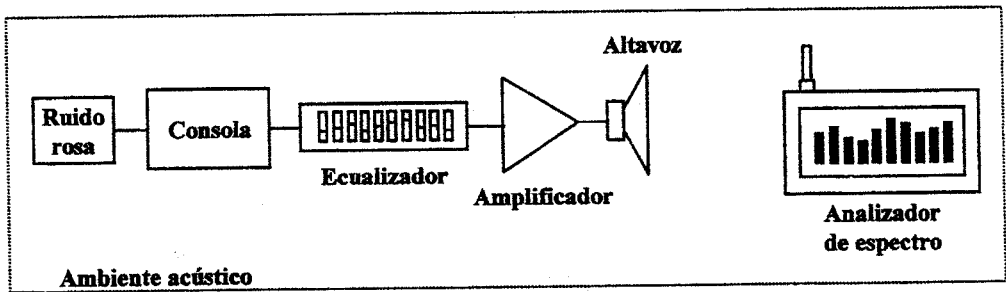 Altavoz
Ruido
rosa
Consola
Ecualizador
Amplificador
Analizador
de espectro
Ambiente acústico